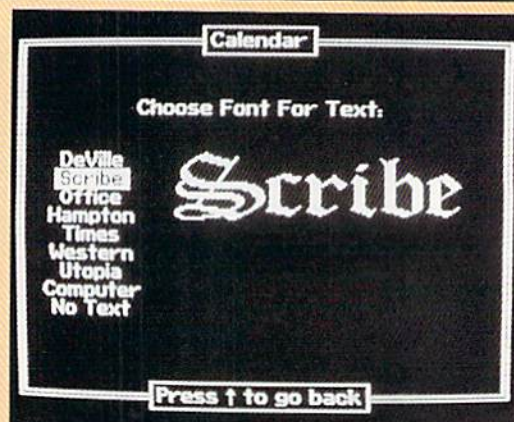 Calendar
Choose Font For Text:
DeVille
Scribe
Office
Hampton
Times
Western
Utopia
Computer
No Text
Scribe
Press ↑ to go back